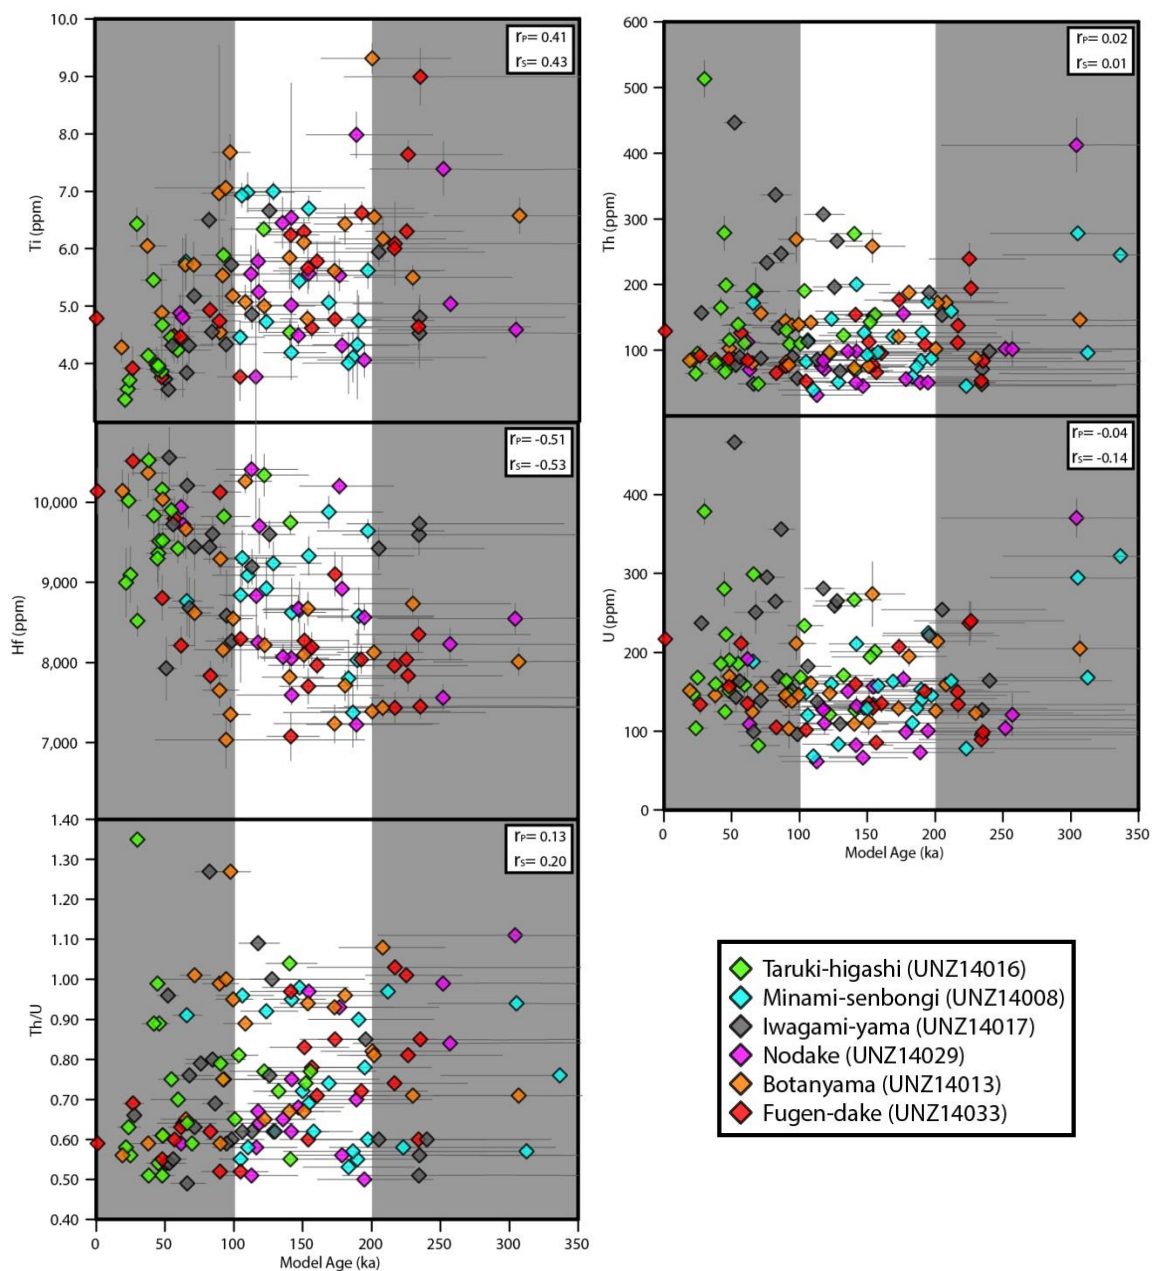 10.0
9.0
8.0
7.0
6.0
5.0
4.0
Ti (ppm)
rP= 0.41
rS= 0.43
10,000
9,000
8,000
7,000
Hf (ppm)
rP= -0.51
rS= -0.53
1.40
1.30
1.20
1.10
1.00
0.90
0.80
0.70
0.60
0.50
0.40
Th/U
rP= 0.13
rS= 0.20
0 50 100 150 200 250 300 350
Model Age (ka)
600
500
400
300
200
100
Th (ppm)
rP= 0.02
rS= 0.01
400
300
200
100
0
U (ppm)
rP= -0.04
rS= -0.14
0 50 100 150 200 250 300 350
Model Age (ka)
Taruki-higashi (UNZ14016)
Minami-senbongi (UNZ14008)
Iwagami-yama (UNZ14017)
Nodake (UNZ14029)
Botanyama (UNZ14013)
Fugen-dake (UNZ14033)